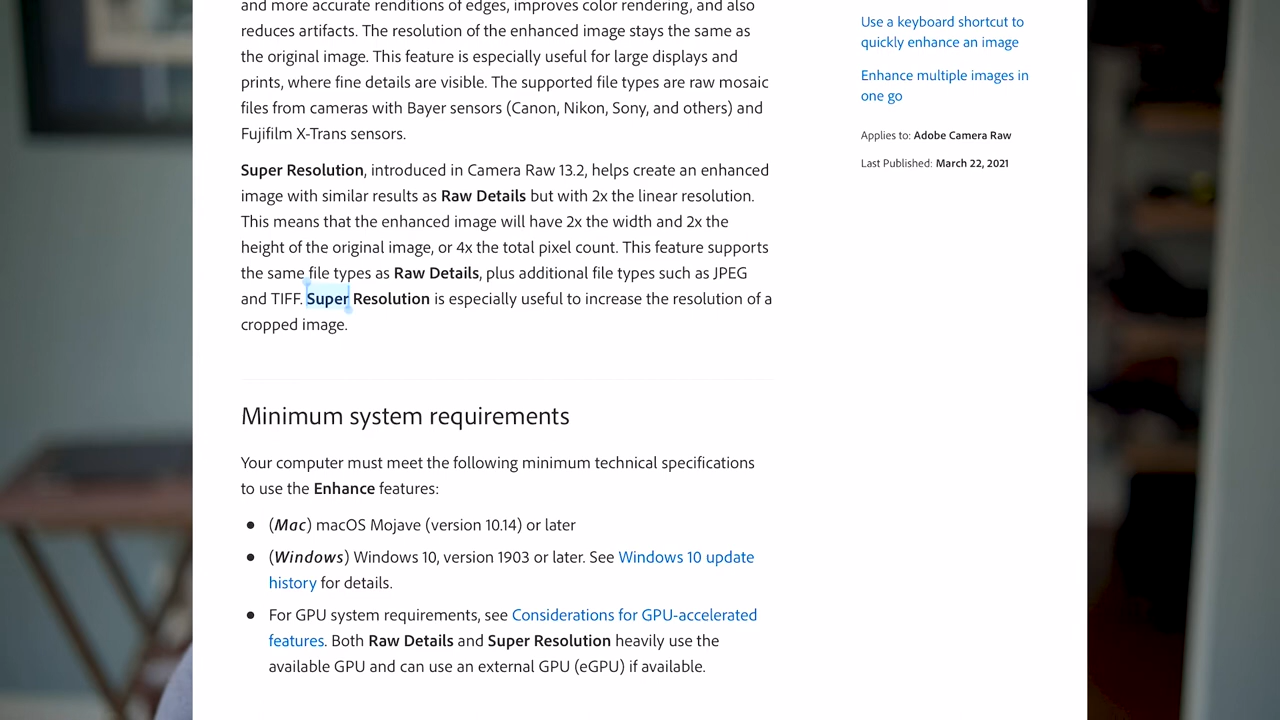 and more accurate renditions of edges, improves color rendering, and also
reduces artifacts. The resolution of the enhanced image stays the same as
the original image. This feature is especially useful for large displays and
prints, where fine details are visible. The supported file types are raw mosaic
files from cameras with Bayer sensors (Canon, Nikon, Sony, and others) and
Fujifilm X-Trans sensors.
Super Resolution, introduced in Camera Raw 13.2, helps create an enhanced
image with similar results as Raw Details but with 2x the linear resolution.
This means that the enhanced image will have 2x the width and 2x the
height of the original image, or 4x the total pixel count. This feature supports
the same file types as Raw Details, plus additional file types such as JPEG
and TIFF. Super Resolution is especially useful to increase the resolution of a
cropped image.
Minimum system requirements
Your computer must meet the following minimum technical specifications
to use the Enhance features:
● (Mac) macOS Mojave (version 10.14) or later
● (Windows) Windows 10, version 1903 or later. See Windows 10 update
history for details.
● For GPU system requirements, see Considerations for GPU-accelerated
features. Both Raw Details and Super Resolution heavily use the
available GPU and can use an external GPU (eGPU) if available.
Use a keyboard shortcut to
quickly enhance an image
Enhance multiple images in
one go
Applies to: Adobe Camera Raw
Last Published: March 22, 2021